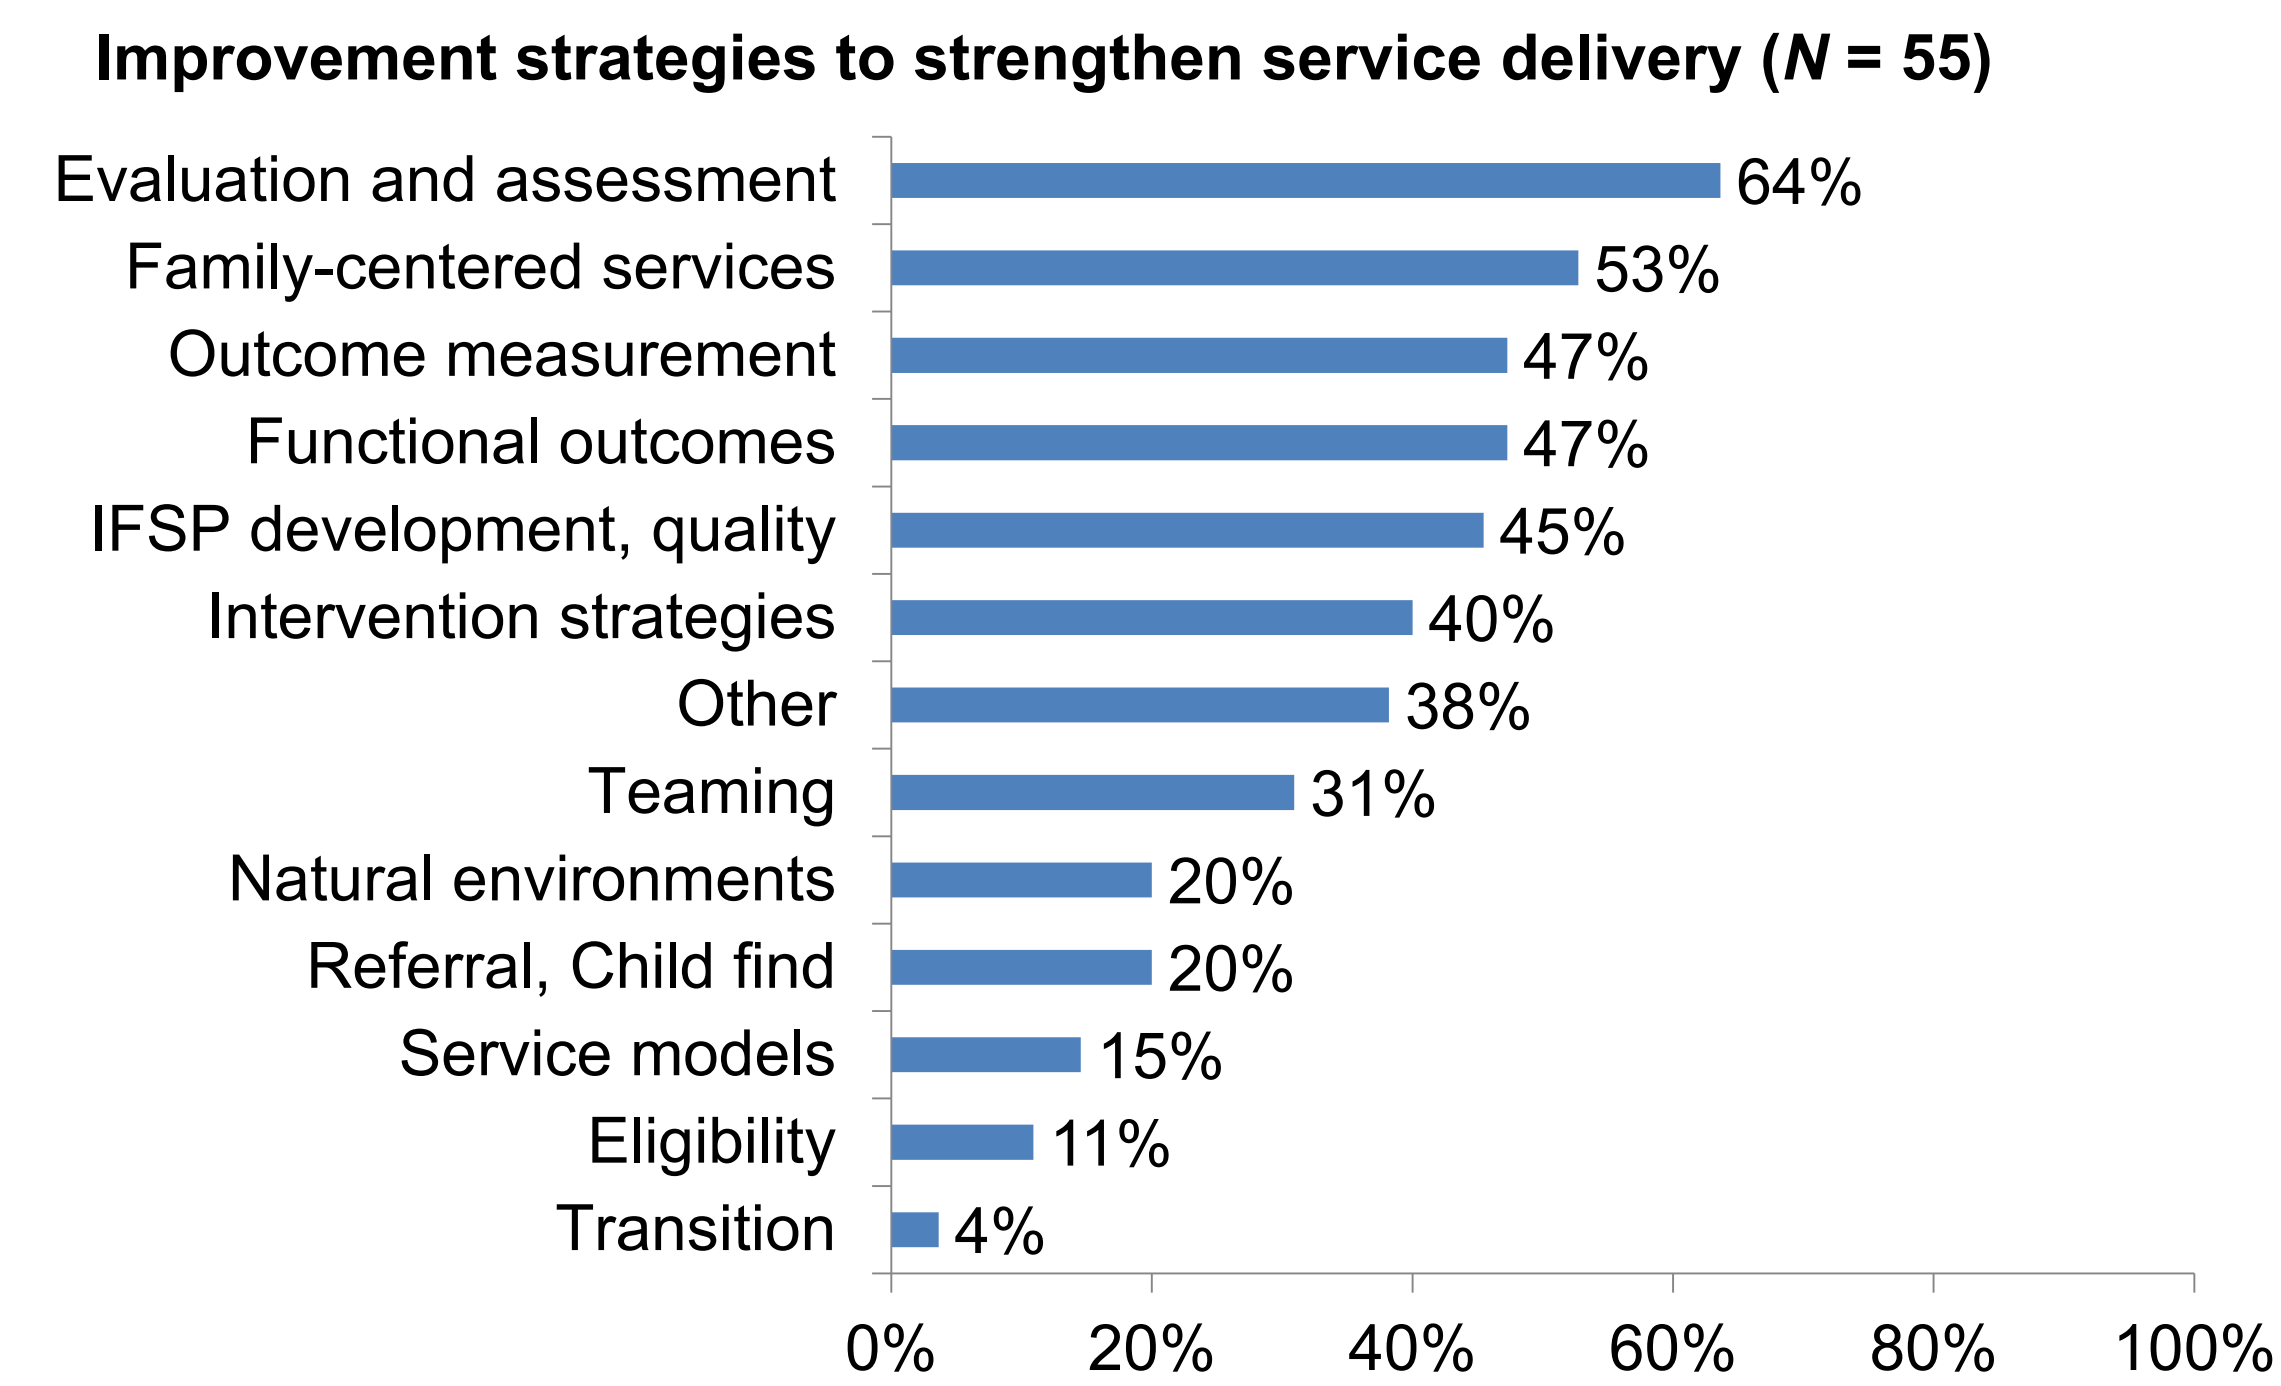 Improvement strategies to strengthen service delivery (N = 55)
Evaluation and assessment 64%
Family-centered services 53%
Outcome measurement 47%
Functional outcomes 47%
IFSP development, quality 45%
Intervention strategies 40%
Other 38%
Teaming 31%
Natural environments 20%
Referral, Child find 20%
Service models 15%
Eligibility 11%
Transition 4%
0% 20% 40% 60% 80% 100%